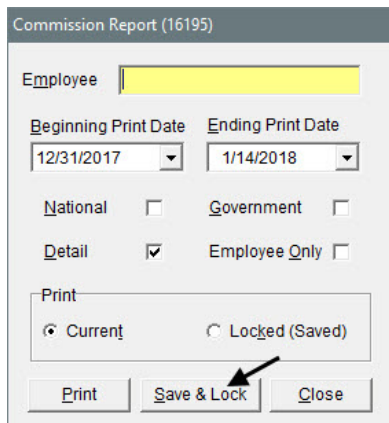 Commission Report (16195)
Employee
Beginning Print Date Ending Print Date
12/31/2017 1/14/2018
National Government
Detail Employee Only
Print
Current Locked (Saved)
Print Save & Lock Close